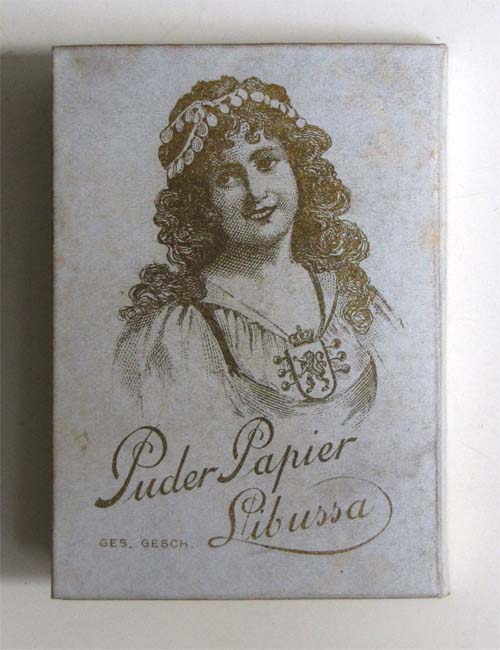 Puder Papier
Libussa
GES. GESCH.